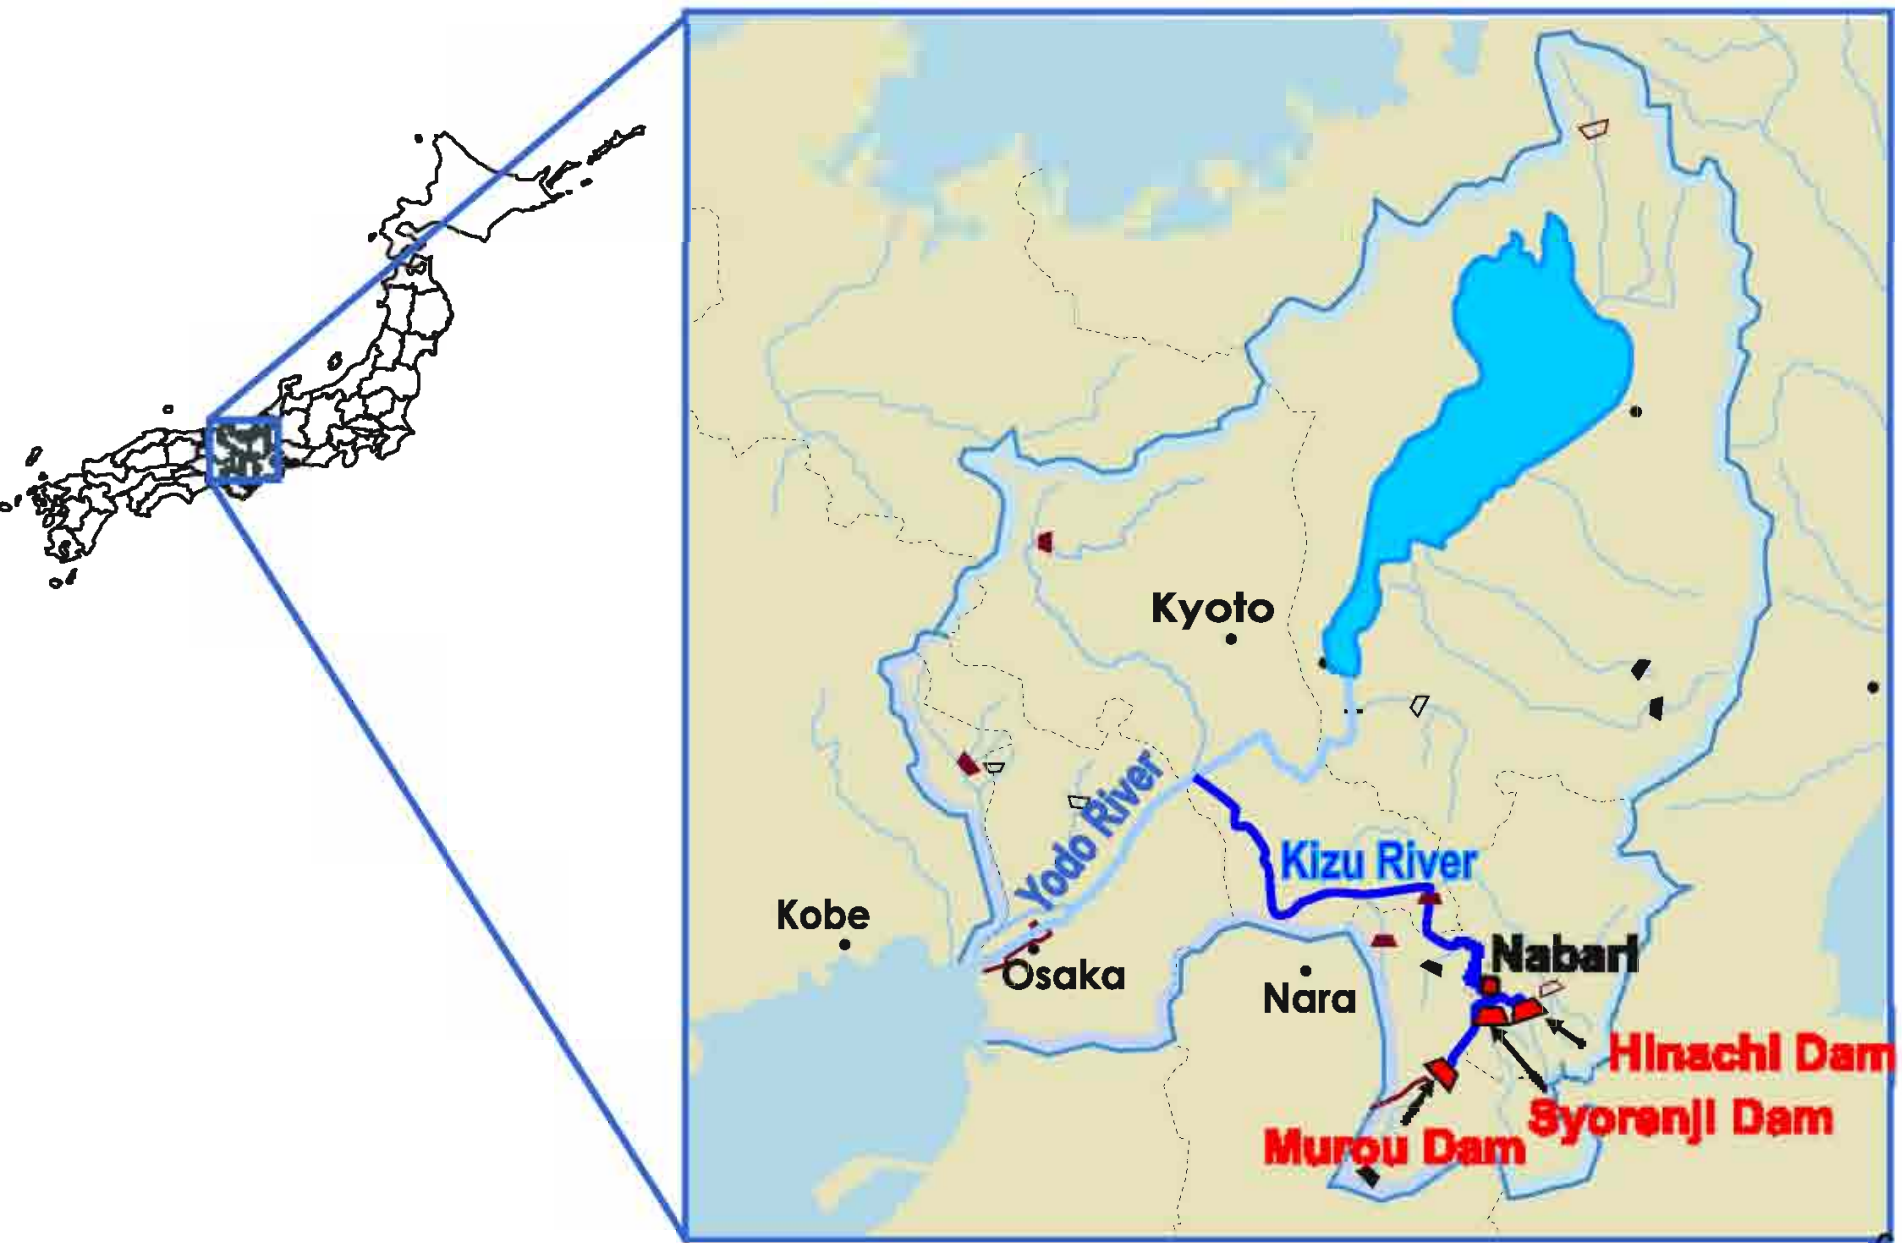 Kyoto
Yodo River
Kizu River
Kobe
Osaka
Nara
Nabari
Hinachi Dam
Syorenji Dam
Murou Dam